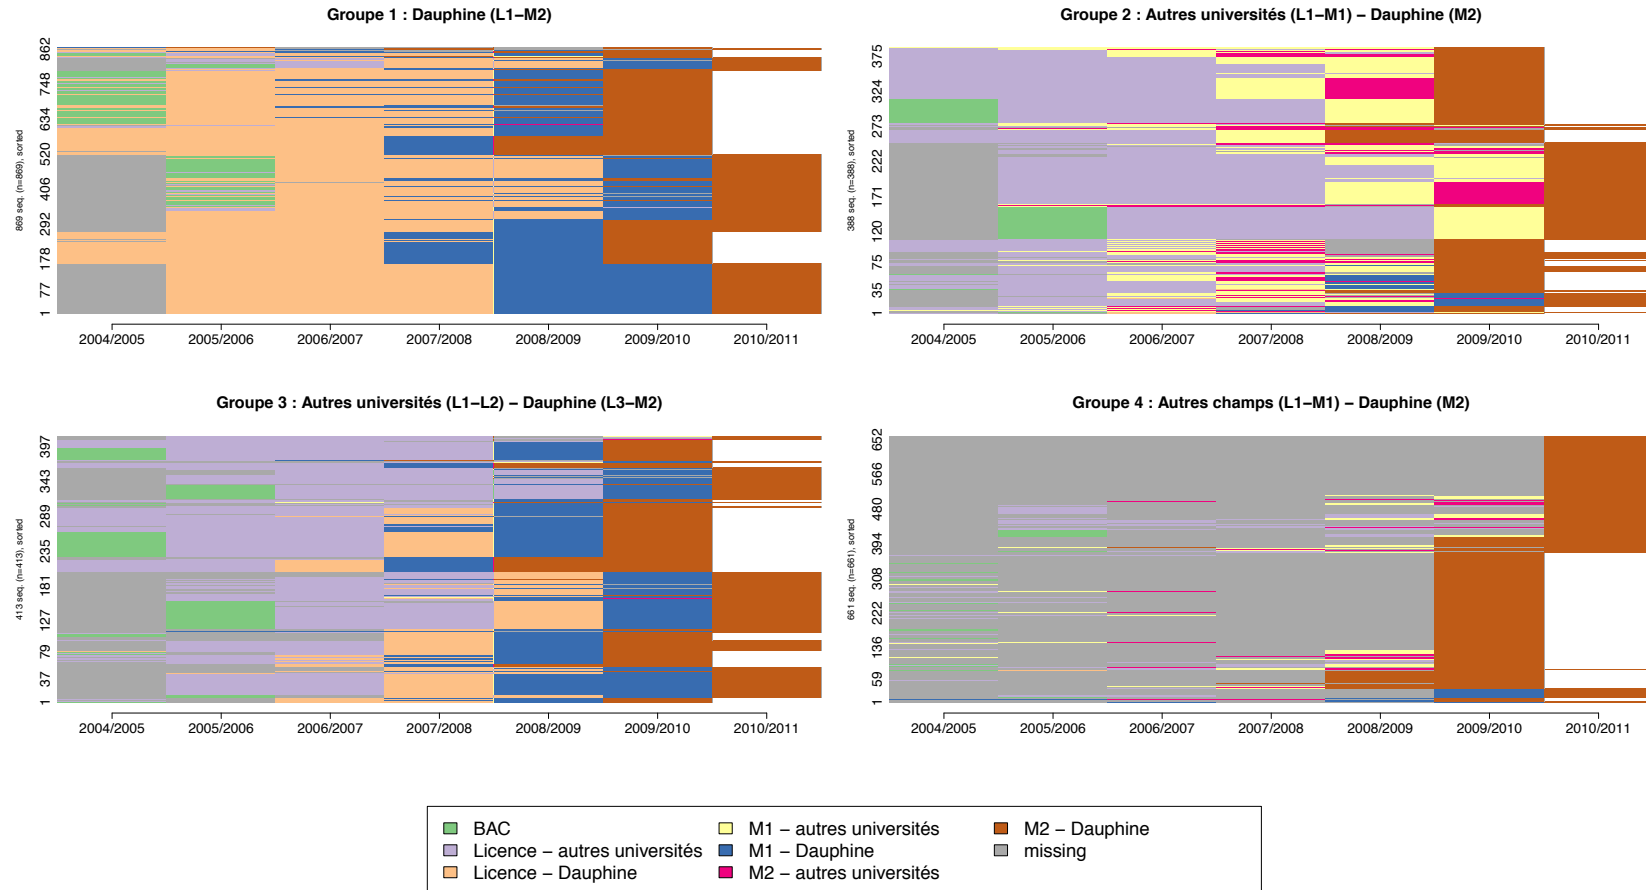 Groupe 1 : Dauphine (L1−M2)
869 seq. (n=869), sorted
862
748
634
520
406
292
178
77
1
2004/2005 2005/2006 2006/2007 2007/2008 2008/2009 2009/2010 2010/2011
Groupe 2 : Autres universités (L1−M1) − Dauphine (M2)
388 seq. (n=388), sorted
375
324
273
222
171
120
75
35
1
2004/2005 2005/2006 2006/2007 2007/2008 2008/2009 2009/2010 2010/2011
Groupe 3 : Autres universités (L1−L2) − Dauphine (L3−M2)
413 seq. (n=413), sorted
397
343
289
235
181
127
79
37
1
2004/2005 2005/2006 2006/2007 2007/2008 2008/2009 2009/2010 2010/2011
Groupe 4 : Autres champs (L1−M1) − Dauphine (M2)
661 seq. (n=661), sorted
652
566
480
394
308
222
136
59
1
2004/2005 2005/2006 2006/2007 2007/2008 2008/2009 2009/2010 2010/2011
BAC
Licence − autres universités
Licence − Dauphine
M1 − autres universités
M1 − Dauphine
M2 − autres universités
M2 − Dauphine
missing